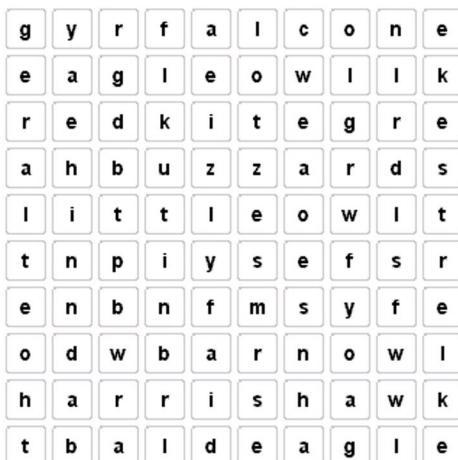 g y r f a l c o n e
e a g l e o w l l k
r e d k i t e g r e
a h b u z z a r d s
l i t t l e o w l t
t n p i y s e f s r
e n b n f m s y f e
o d w b a r n o w l
h a r r i s h a w k
t b a l d e a g l e